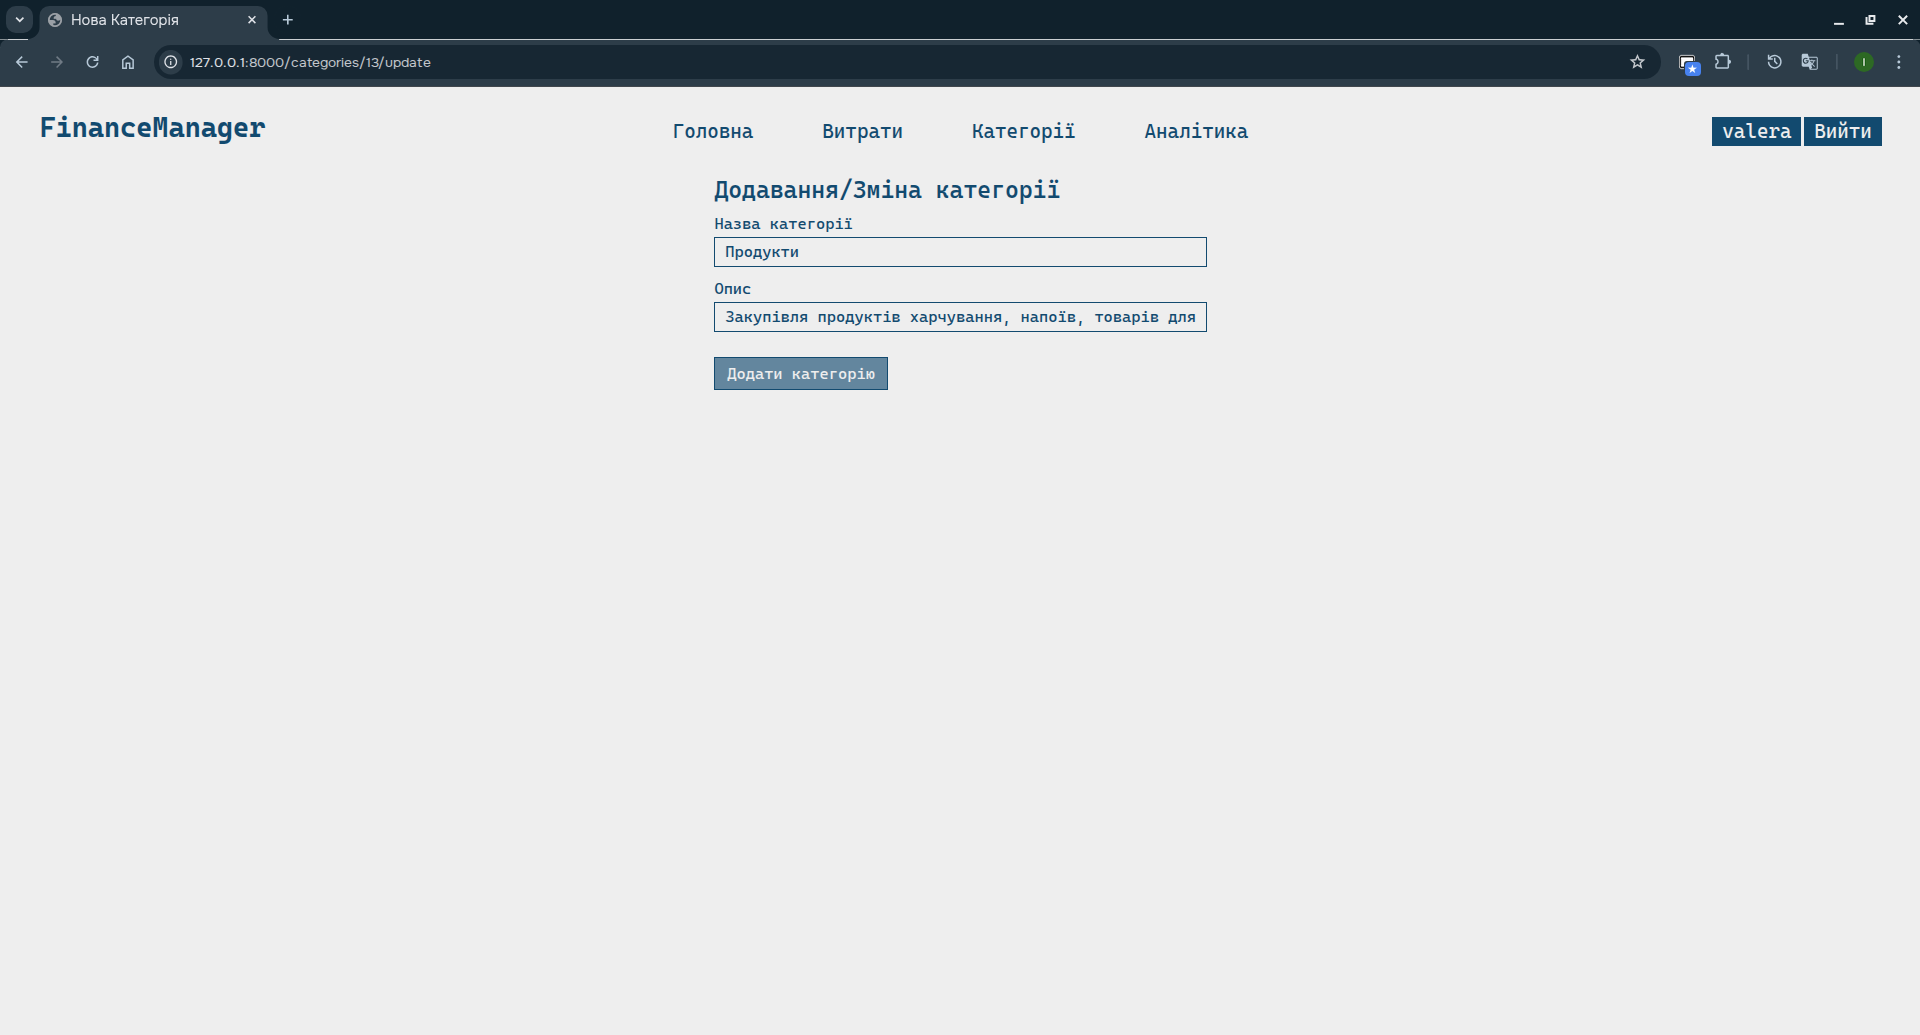 Нова Категорія
127.0.0.1:8000/categories/13/update
I
FinanceManager
Головна Витрати Категорії Аналітика
valera Вийти
Додавання/Зміна категорії
Назва категорії
Продукти
Опис
Закупівля продуктів харчування, напоїв, товарів для
Додати категорію